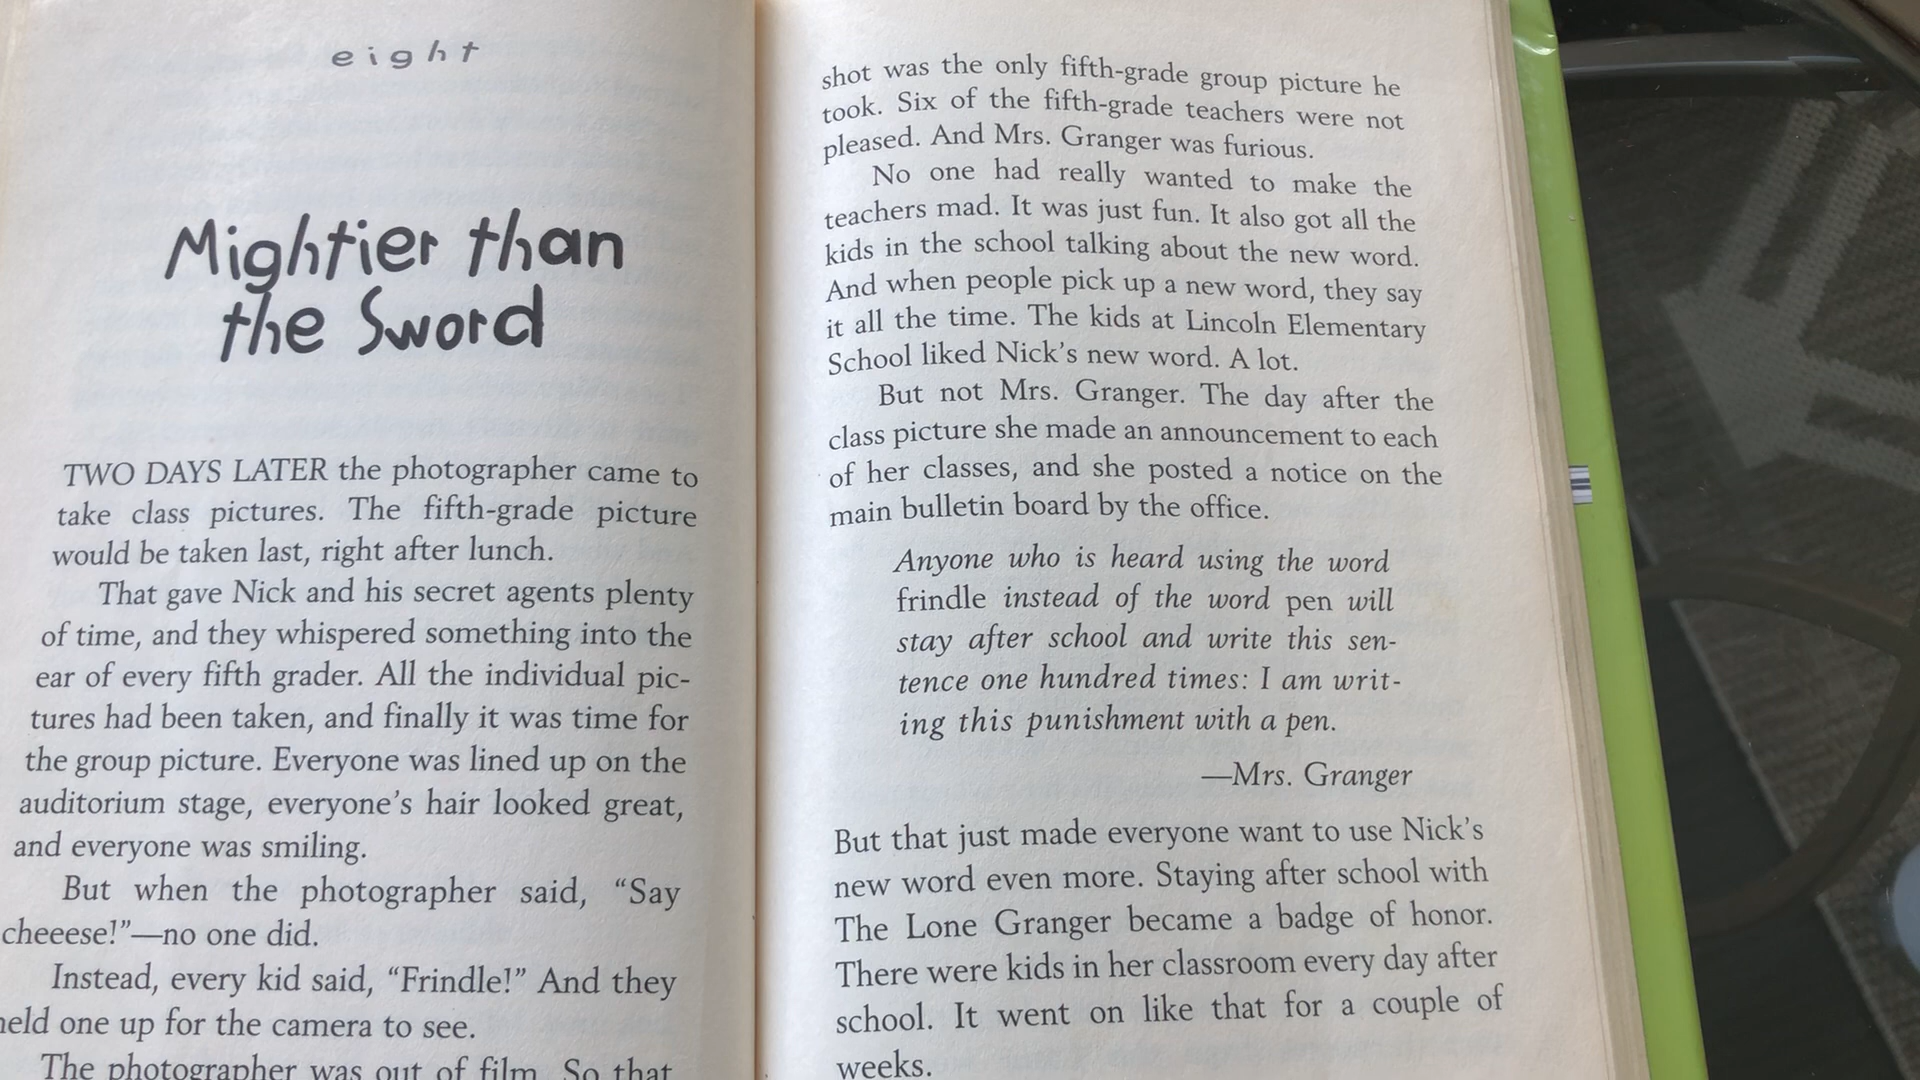 eight
Mightier than
the Sword
TWO DAYS LATER the photographer came to
take class pictures. The fifth-grade picture
would be taken last, right after lunch.
That gave Nick and his secret agents plenty
of time, and they whispered something into the
ear of every fifth grader. All the individual pic-
tures had been taken, and finally it was time for
the group picture. Everyone was lined up on the
auditorium stage, everyone's hair looked great,
and everyone was smiling.
But when the photographer said, “Say
cheeese!”—no one did.
Instead, every kid said, “Frindle!” And they
held one up for the camera to see.
The photographer was out of film. So that
shot was the only fifth-grade group picture he
took. Six of the fifth-grade teachers were not
pleased. And Mrs. Granger was furious.
No one had really wanted to make the
teachers mad. It was just fun. It also got all the
kids in the school talking about the new word.
And when people pick up a new word, they say
it all the time. The kids at Lincoln Elementary
School liked Nick's new word. A lot.
But not Mrs. Granger. The day after the
class picture she made an announcement to each
of her classes, and she posted a notice on the
main bulletin board by the office.
Anyone who is heard using the word
frindle instead of the word pen will
stay after school and write this sen-
tence one hundred times: I am writ-
ing this punishment with a pen.
—Mrs. Granger
But that just made everyone want to use Nick's
new word even more. Staying after school with
The Lone Granger became a badge of honor.
There were kids in her classroom every day after
school. It went on like that for a couple of
weeks.